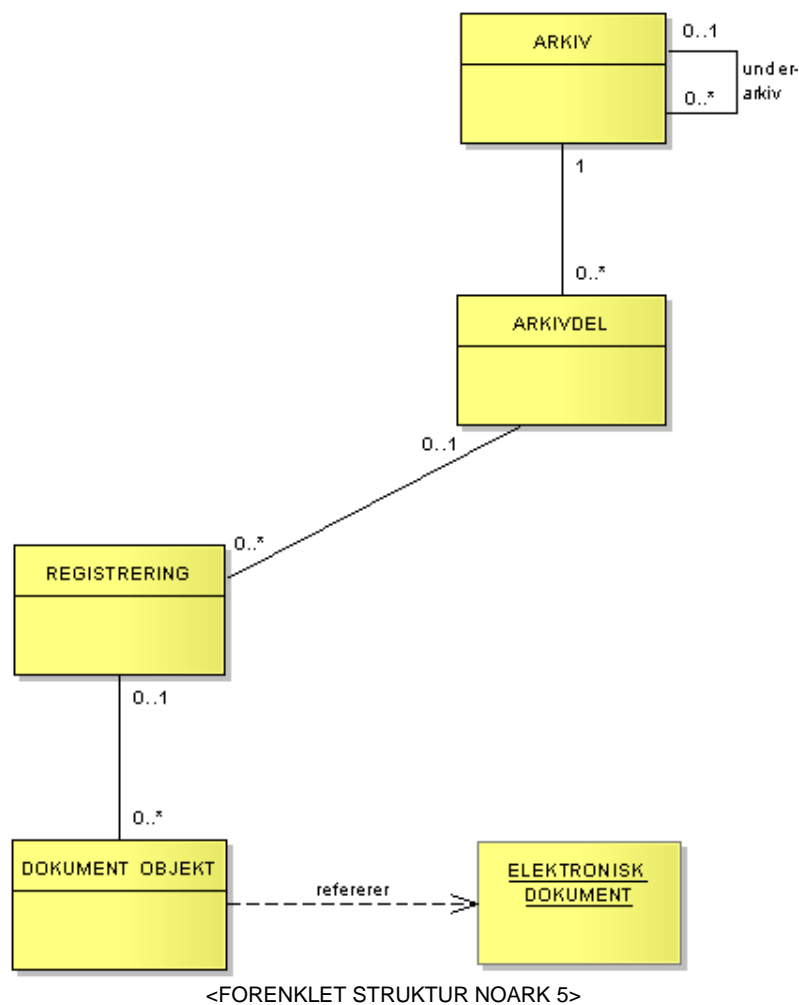 ARKIV
0..1
under-
arkiv
0..*
1
0..*
ARKIVDEL
0..1
0..*
REGISTRERING
0..1
0..*
DOKUMENT OBJEKT
refererer
ELEKTRONISK
DOKUMENT
<FORENKLET STRUKTUR NOARK 5>